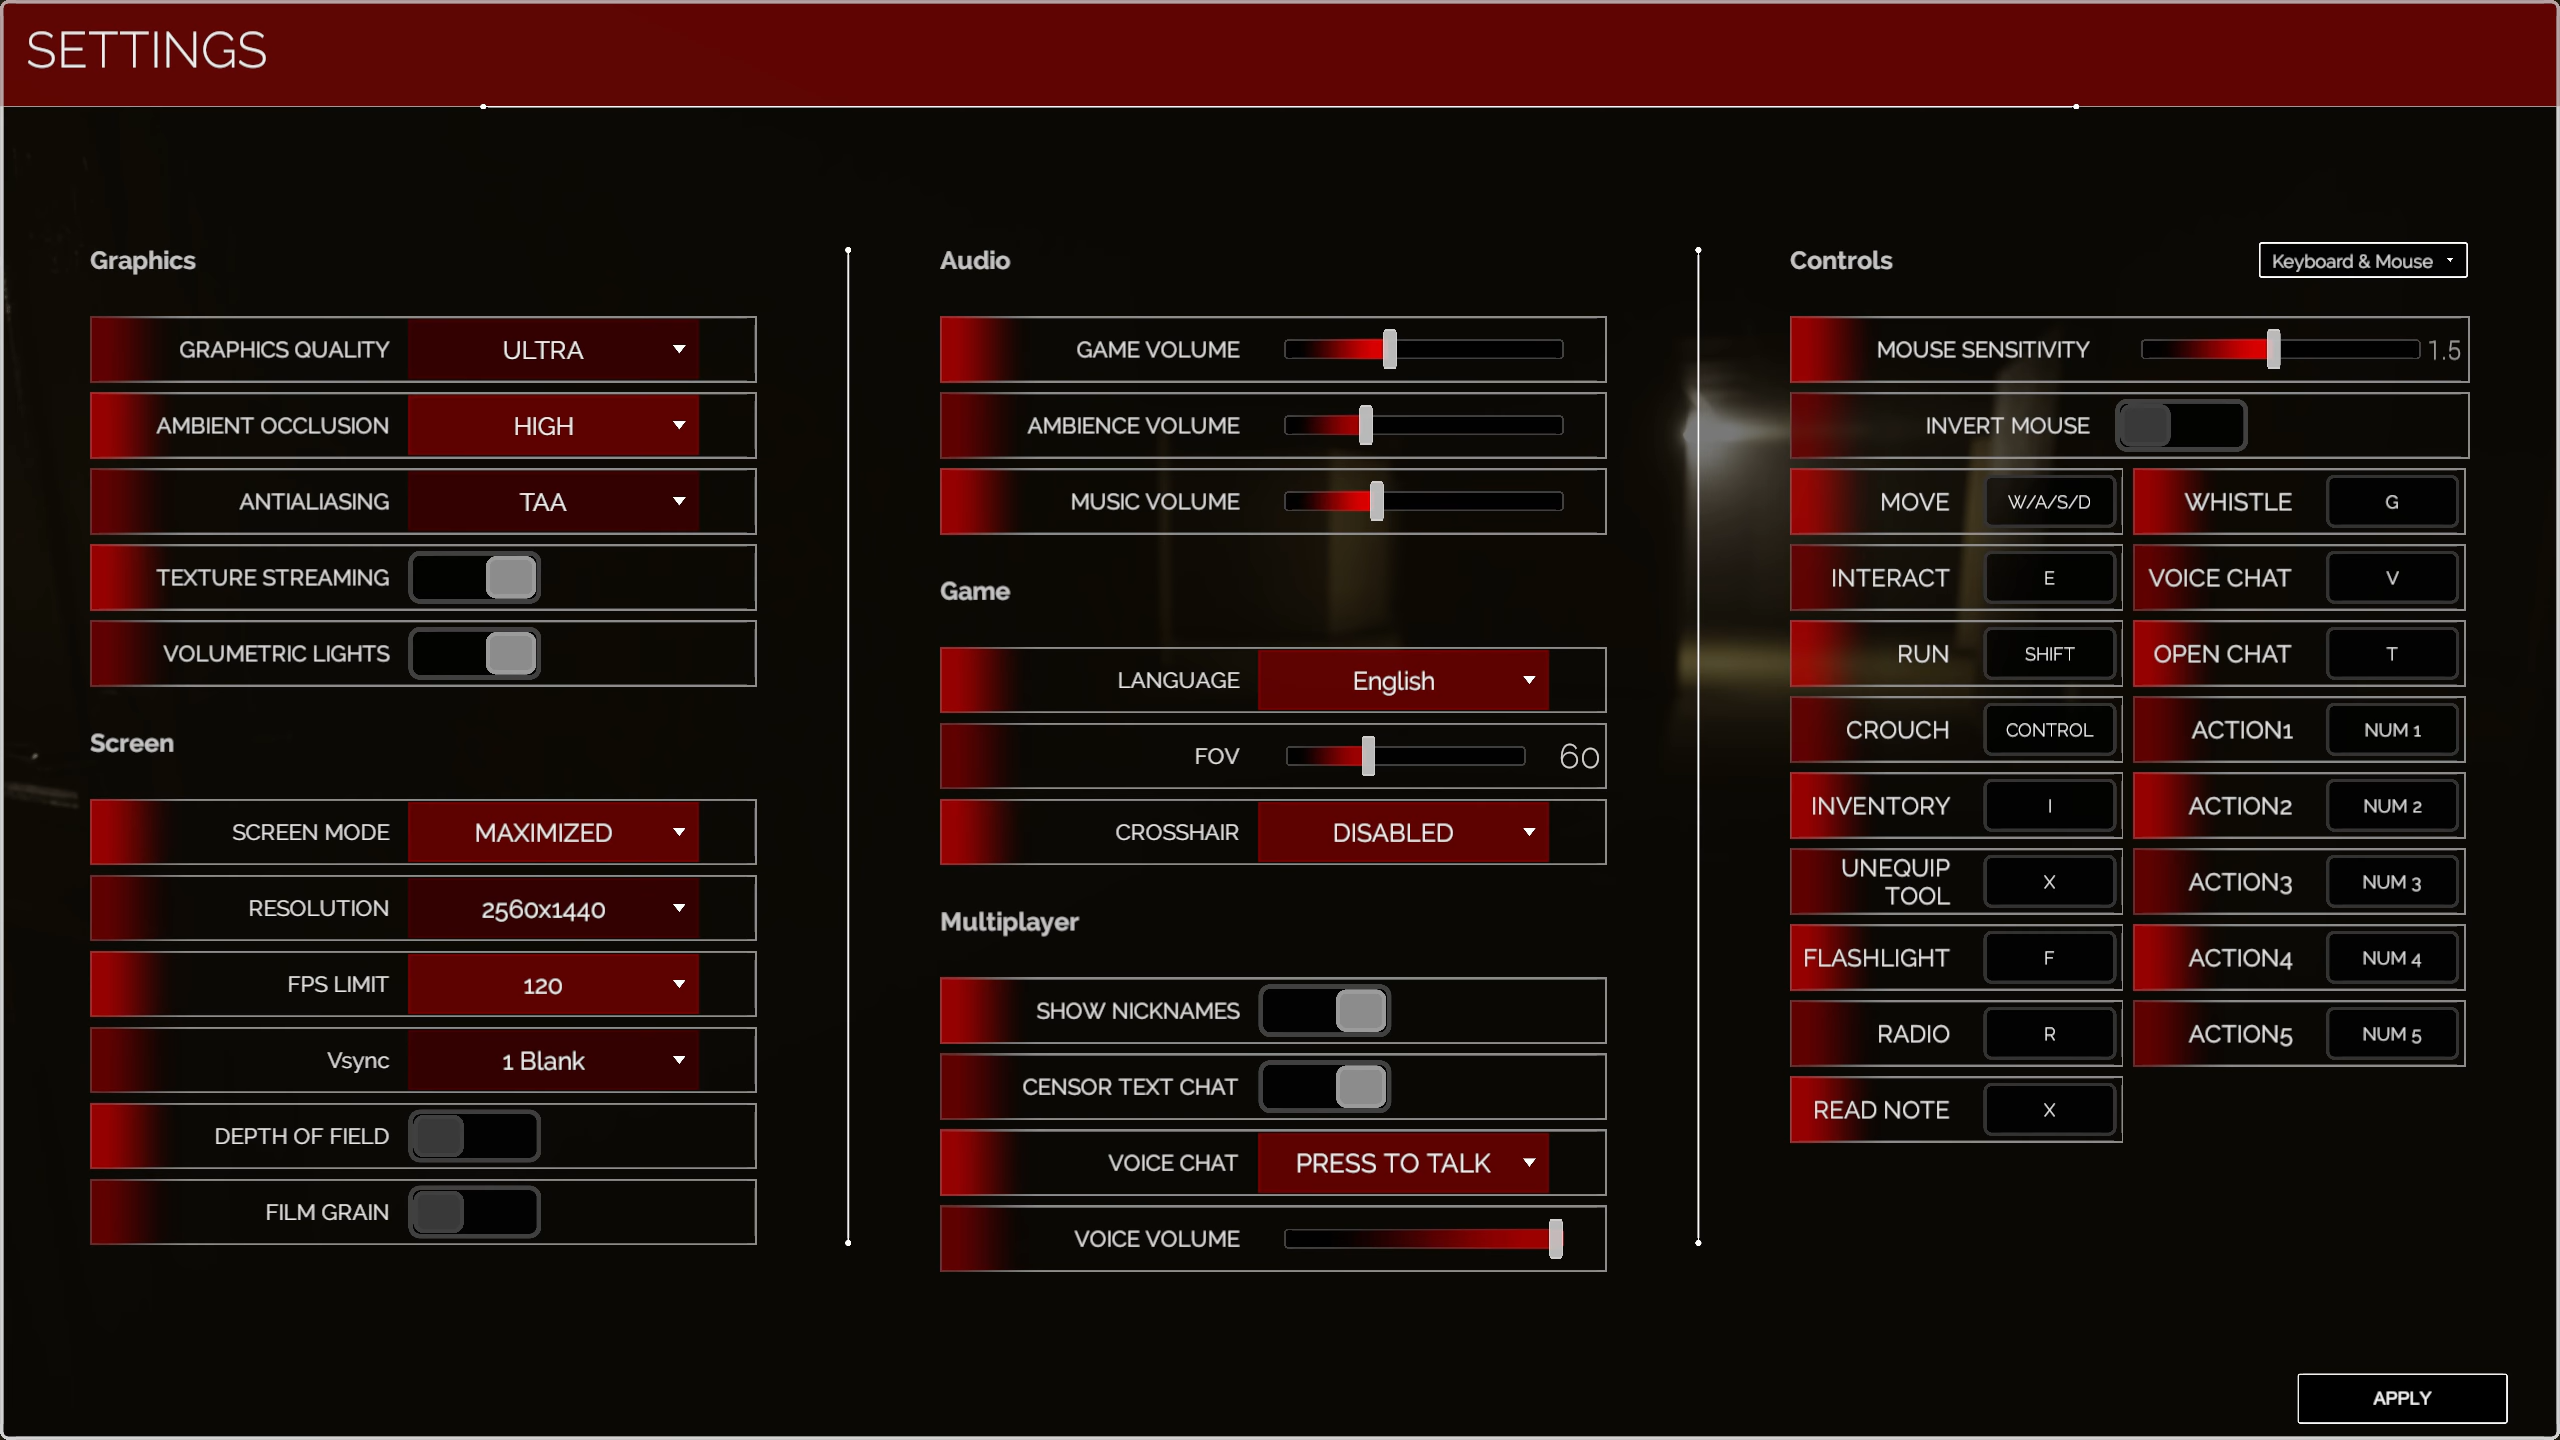 SETTINGS
Graphics
GRAPHICS QUALITY ULTRA
AMBIENT OCCLUSION HIGH
ANTIALIASING TAA
TEXTURE STREAMING
VOLUMETRIC LIGHTS
Screen
SCREEN MODE MAXIMIZED
RESOLUTION 2560x1440
FPS LIMIT 120
Vsync 1 Blank
DEPTH OF FIELD
FILM GRAIN
Audio
GAME VOLUME
AMBIENCE VOLUME
MUSIC VOLUME
Game
LANGUAGE English
FOV 60
CROSSHAIR DISABLED
Multiplayer
SHOW NICKNAMES
CENSOR TEXT CHAT
VOICE CHAT PRESS TO TALK
VOICE VOLUME
Controls Keyboard & Mouse
MOUSE SENSITIVITY 1.5
INVERT MOUSE
MOVE W/A/S/D
INTERACT E
RUN SHIFT
CROUCH CONTROL
INVENTORY I
UNEQUIP
TOOL X
FLASHLIGHT F
RADIO R
READ NOTE X
WHISTLE G
VOICE CHAT V
OPEN CHAT T
ACTION1 NUM 1
ACTION2 NUM 2
ACTION3 NUM 3
ACTION4 NUM 4
ACTION5 NUM 5
APPLY